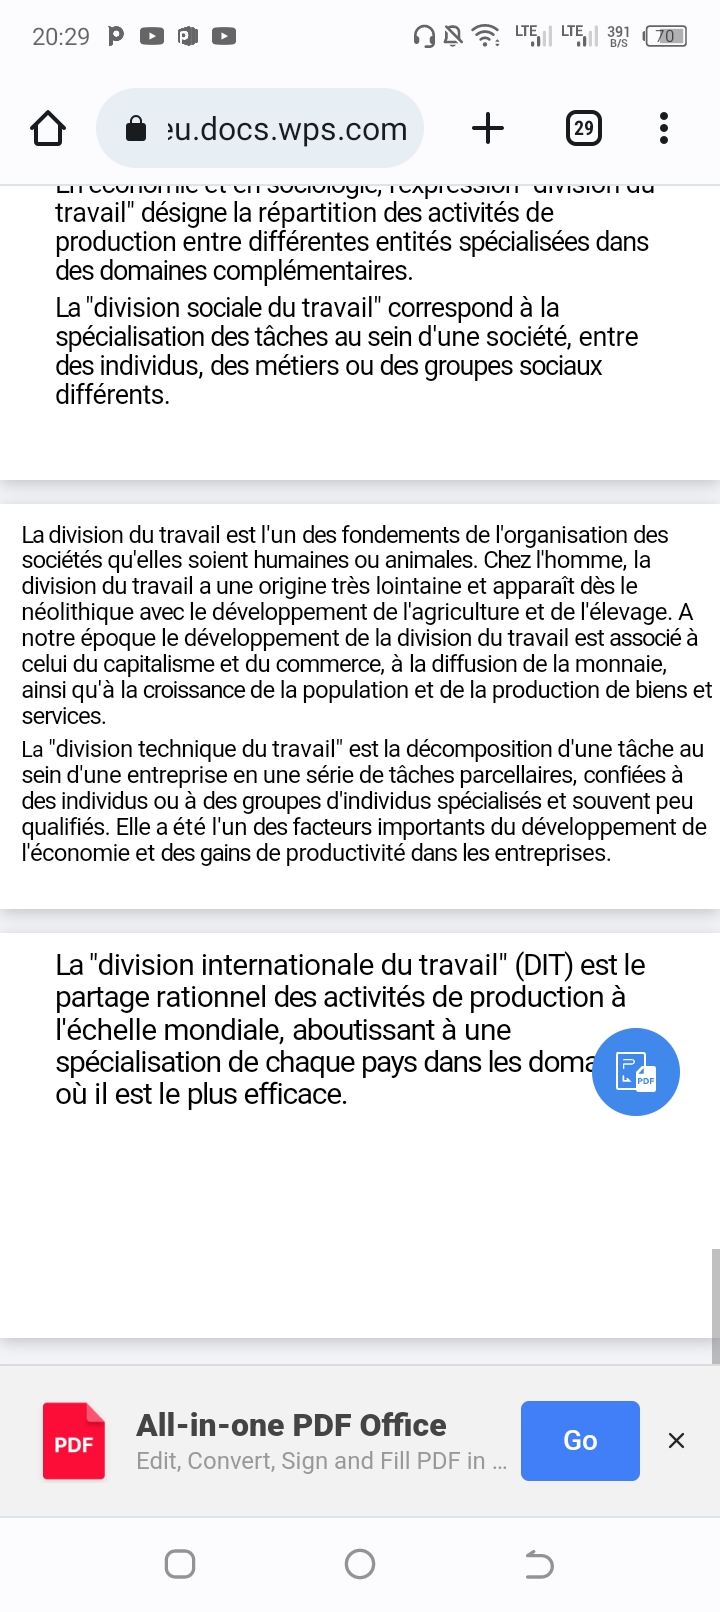 20:29
LTE LTE 391 B/S 70
eu.docs.wps.com
29
En économie et en sociologie, l'expression "division du
travail" désigne la répartition des activités de
production entre différentes entités spécialisées dans
des domaines complémentaires.
La "division sociale du travail" correspond à la
spécialisation des tâches au sein d'une société, entre
des individus, des métiers ou des groupes sociaux
différents.
La division du travail est l'un des fondements de l'organisation des
sociétés qu'elles soient humaines ou animales. Chez l'homme, la
division du travail a une origine très lointaine et apparaît dès le
néolithique avec le développement de l'agriculture et de l'élevage. A
notre époque le développement de la division du travail est associé à
celui du capitalisme et du commerce, à la diffusion de la monnaie,
ainsi qu'à la croissance de la population et de la production de biens et
services.
La "division technique du travail" est la décomposition d'une tâche au
sein d'une entreprise en une série de tâches parcellaires, confiées à
des individus ou à des groupes d'individus spécialisés et souvent peu
qualifiés. Elle a été l'un des facteurs importants du développement de
l'économie et des gains de productivité dans les entreprises.
La "division internationale du travail" (DIT) est le
partage rationnel des activités de production à
l'échelle mondiale, aboutissant à une
spécialisation de chaque pays dans les doma
où il est le plus efficace.
PDF
All-in-one PDF Office
PDF
Go
Edit, Convert, Sign and Fill PDF in ...